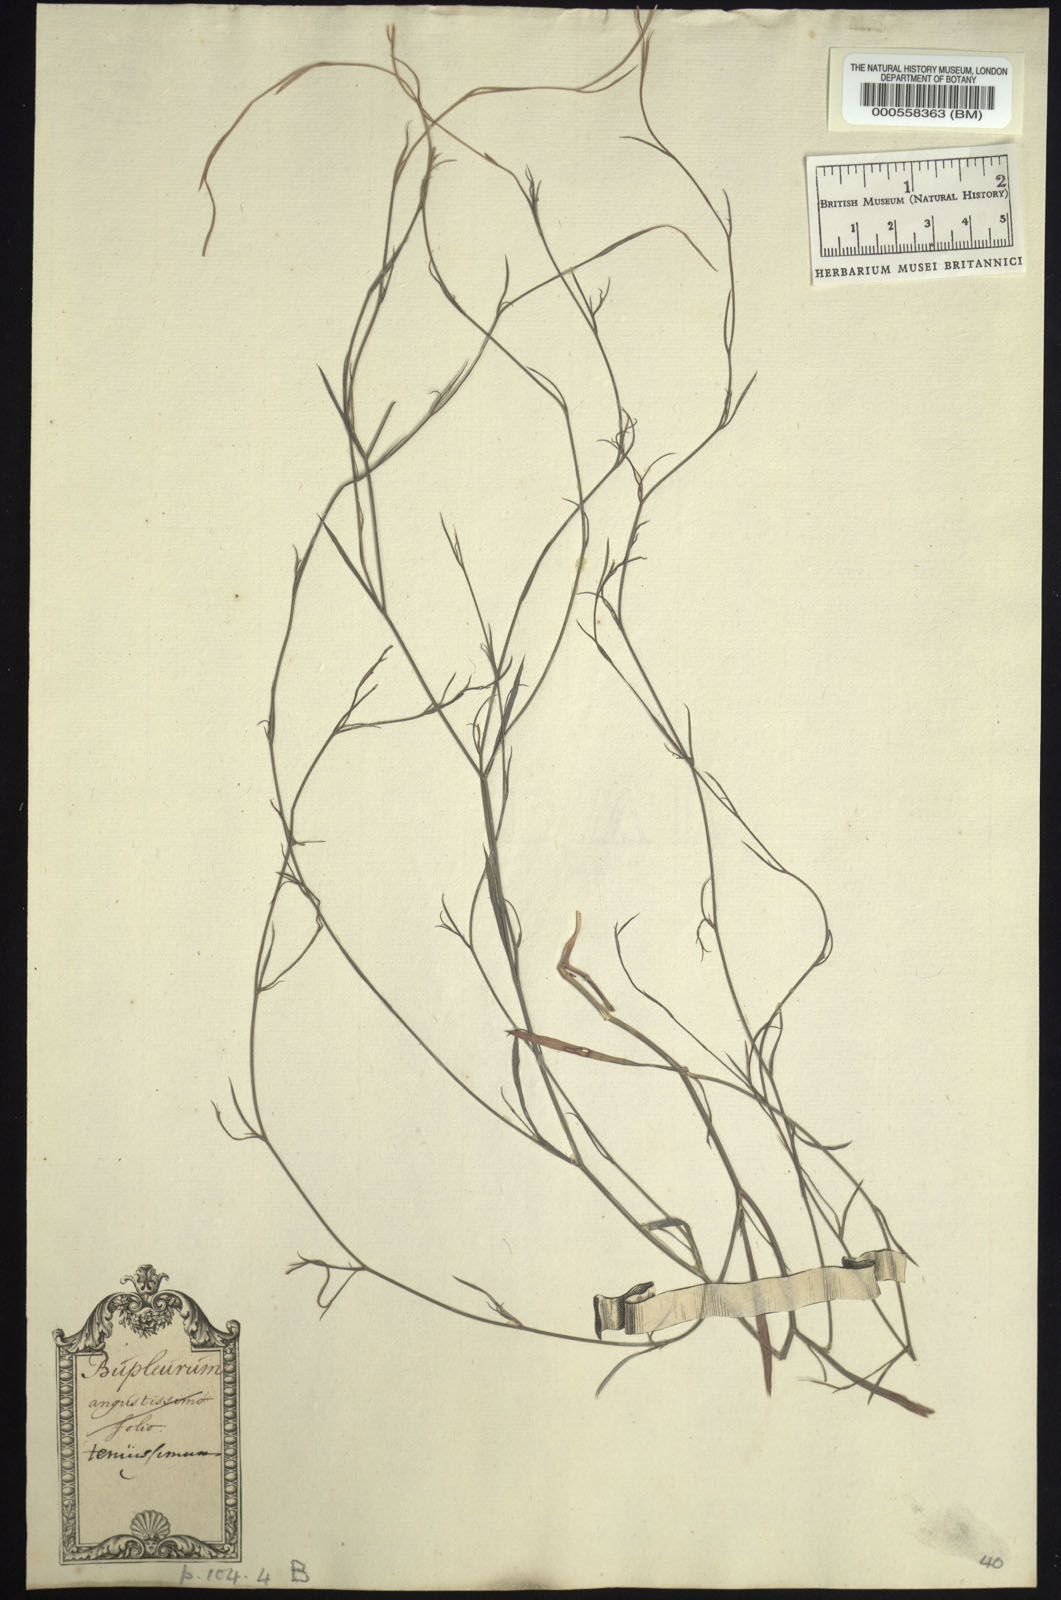 THE NATURAL HISTORY MUSEUM, LONDON
DEPARTMENT OF BOTANY
000558363 (BM)
1 2
BRITISH MUSEUM (NATURAL HISTORY)
1 2 3 4 5
HERBARIUM MUSEI BRITANNICI
Búpleurúm
angustissimo
folio
tenuissimum
p. 104. 4 B
40